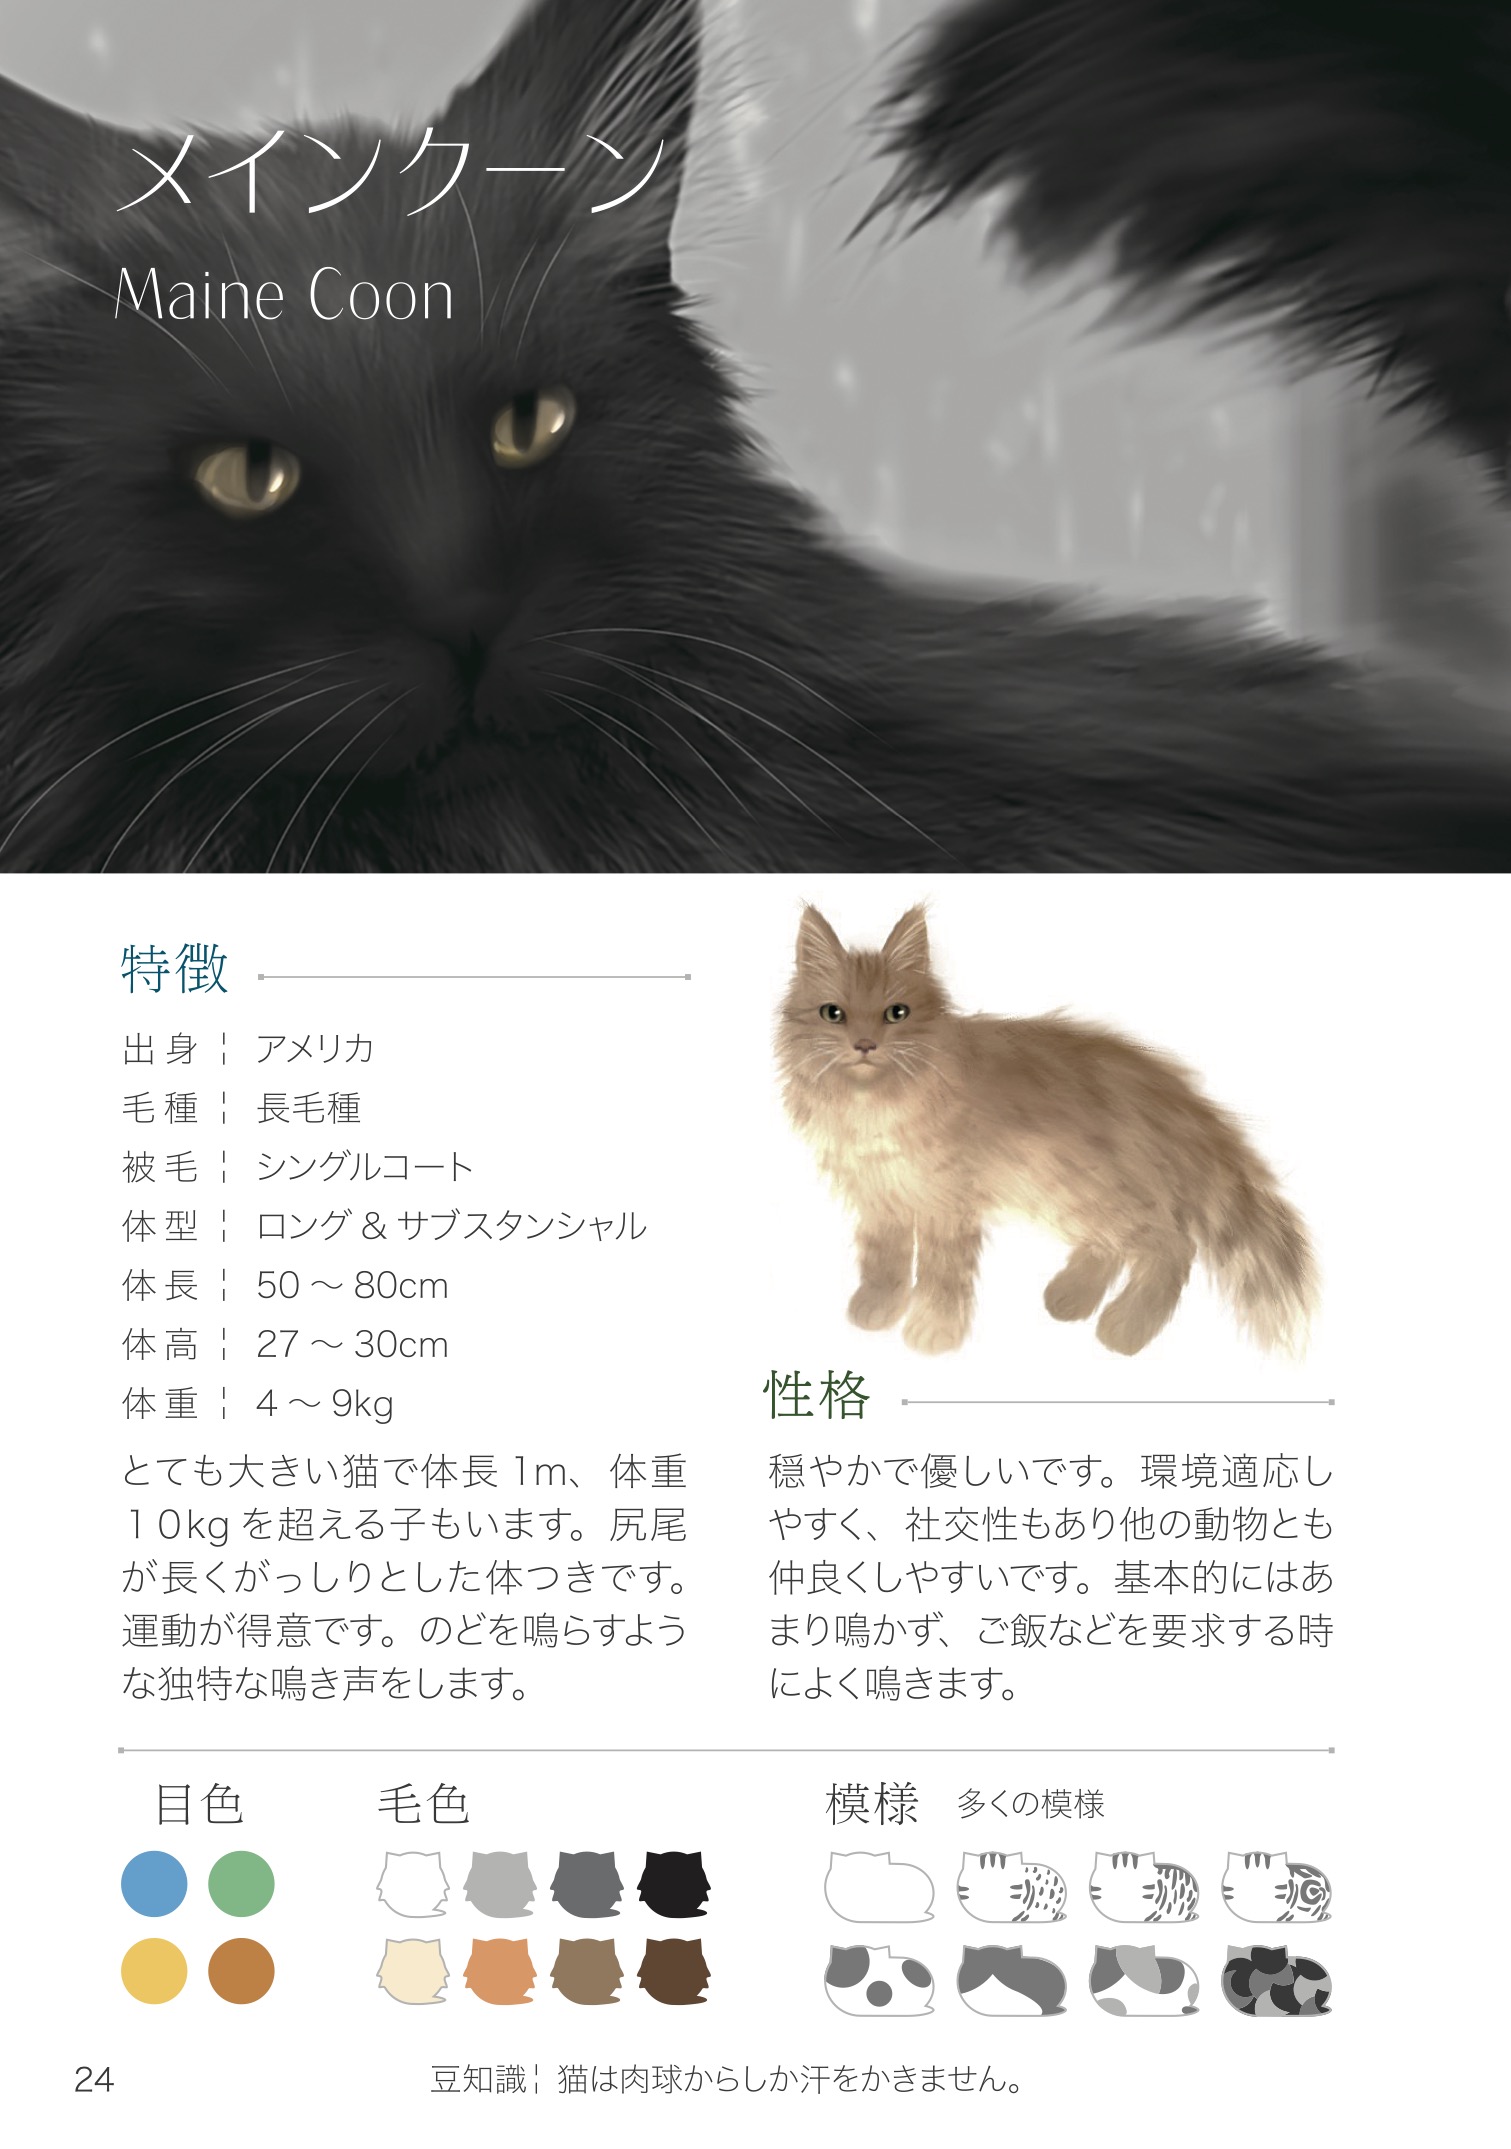 メインクーン
Maine Coon
特徴
出身¦ アメリカ
毛種¦ 長毛種
被毛¦ シングルコート
体型¦ ロング & サブスタンシャル
体長¦ 50 〜 80cm
体高¦ 27 〜 30cm
体重¦ 4 〜 9kg
とても大きい猫で体長 1m、体重
10kg を超える子もいます。尻尾
が長くがっしりとした体つきです。
運動が得意です。のどを鳴らすよう
な独特な鳴き声をします。
性格
穏やかで優しいです。環境適応し
やすく、社交性もあり他の動物とも
仲良くしやすいです。基本的にはあ
まり鳴かず、ご飯などを要求する時
によく鳴きます。
目色
毛色
模様 多くの模様
24
豆知識¦ 猫は肉球からしか汗をかきません。